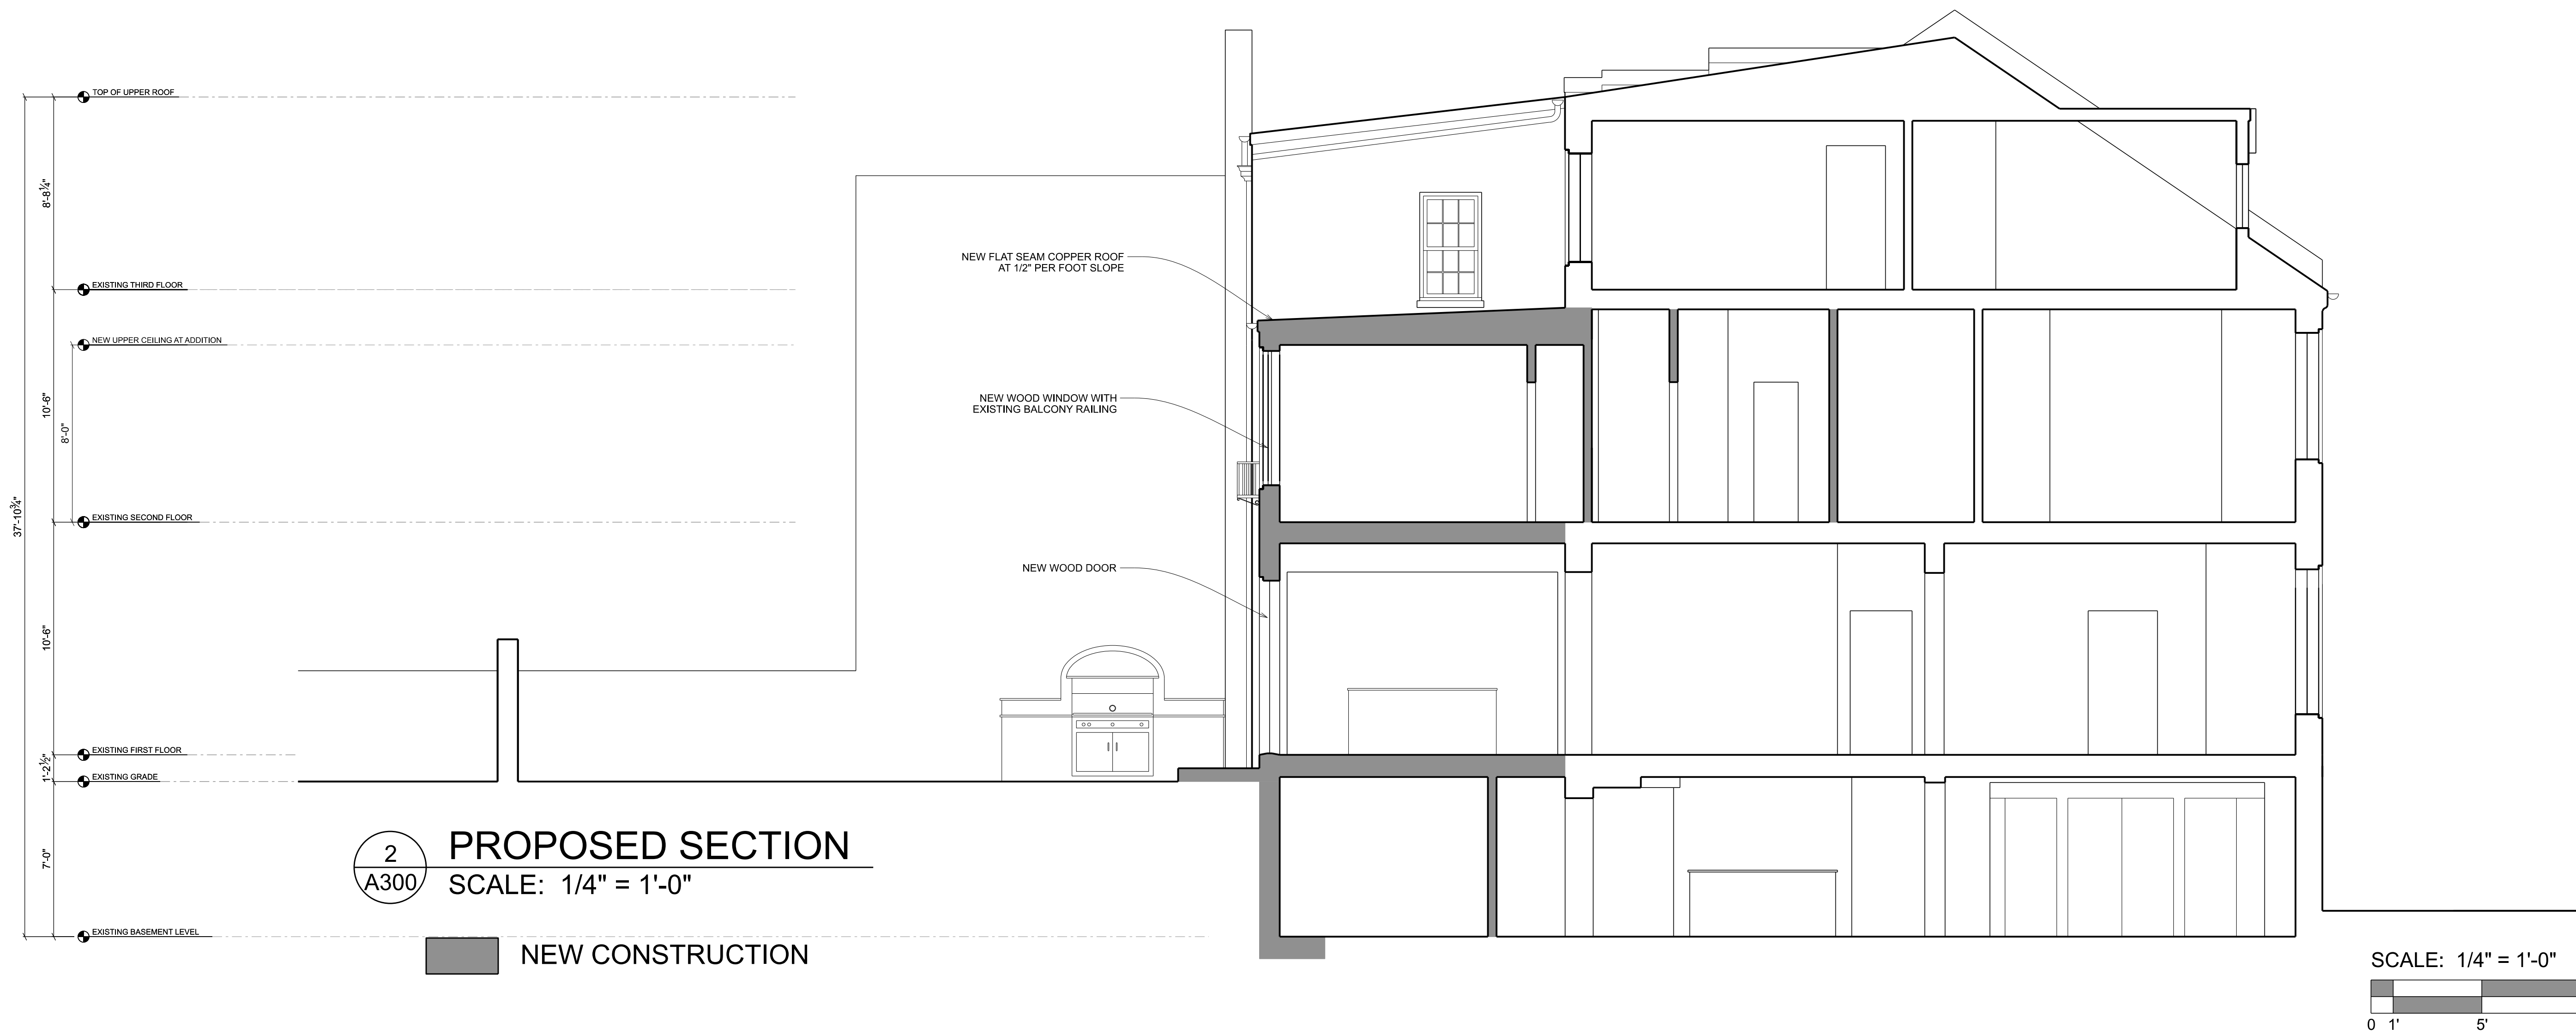 TOP OF UPPER ROOF
8'-8¼"
NEW FLAT SEAM COPPER ROOF
AT 1/2" PER FOOT SLOPE
EXISTING THIRD FLOOR
NEW UPPER CEILING AT ADDITION
10'-6"
8'-0"
NEW WOOD WINDOW WITH
EXISTING BALCONY RAILING
37'-10¾"
EXISTING SECOND FLOOR
NEW WOOD DOOR
10'-6"
EXISTING FIRST FLOOR
1'-2½"
EXISTING GRADE
7'-0"
2
A300
PROPOSED SECTION
SCALE: 1/4" = 1'-0"
EXISTING BASEMENT LEVEL
NEW CONSTRUCTION
SCALE: 1/4" = 1'-0"
0 1' 5'